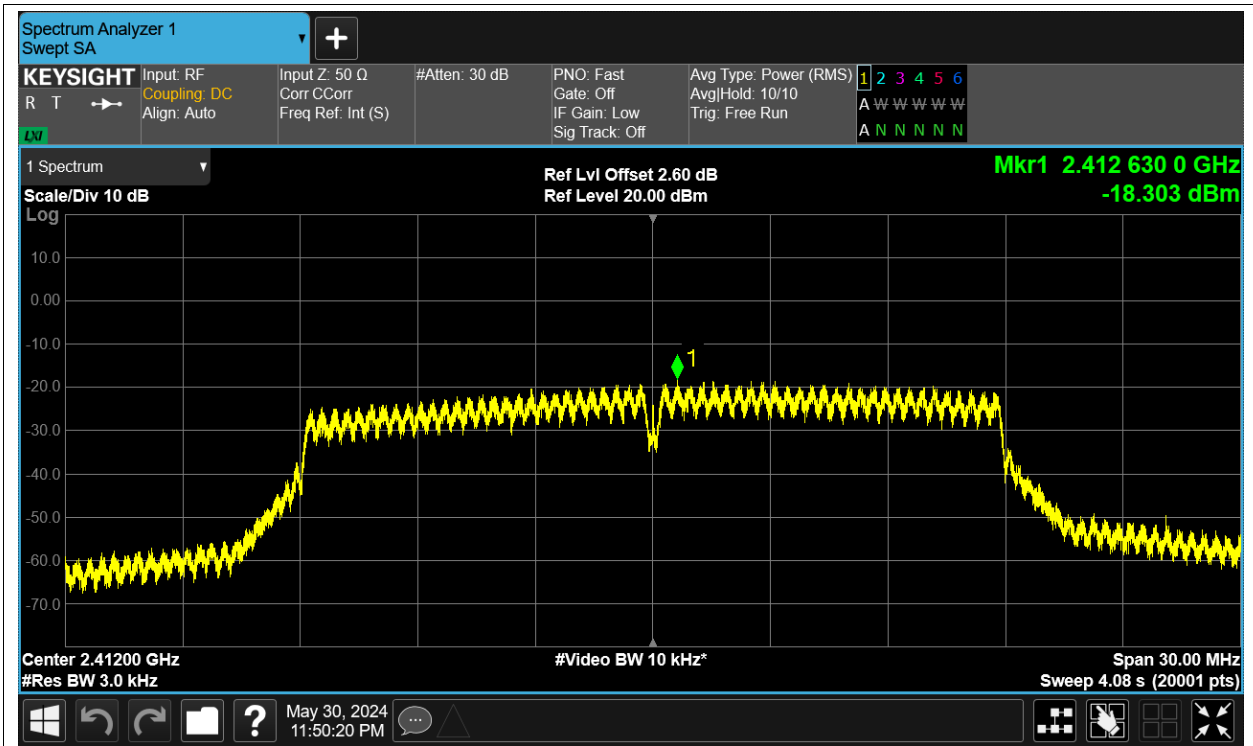 Spectrum Analyzer 1
Swept SA
KEYSIGHT
R T
LXI
Input: RF
Coupling: DC
Align: Auto
Input Z: 50 Ω
Corr CCorr
Freq Ref: Int (S)
#Atten: 30 dB
PNO: Fast
Gate: Off
IF Gain: Low
Sig Track: Off
Avg Type: Power (RMS)
Avg|Hold: 10/10
Trig: Free Run
1 2 3 4 5 6
A W W W W W
A N N N N N
1 Spectrum
Scale/Div 10 dB
Log
Ref Lvl Offset 2.60 dB
Ref Level 20.00 dBm
Mkr1 2.412 630 0 GHz
-18.303 dBm
10.0
0.00
-10.0
-20.0
-30.0
-40.0
-50.0
-60.0
-70.0
1
Center 2.41200 GHz
#Res BW 3.0 kHz
#Video BW 10 kHz*
Span 30.00 MHz
Sweep 4.08 s (20001 pts)
?
May 30, 2024
11:50:20 PM